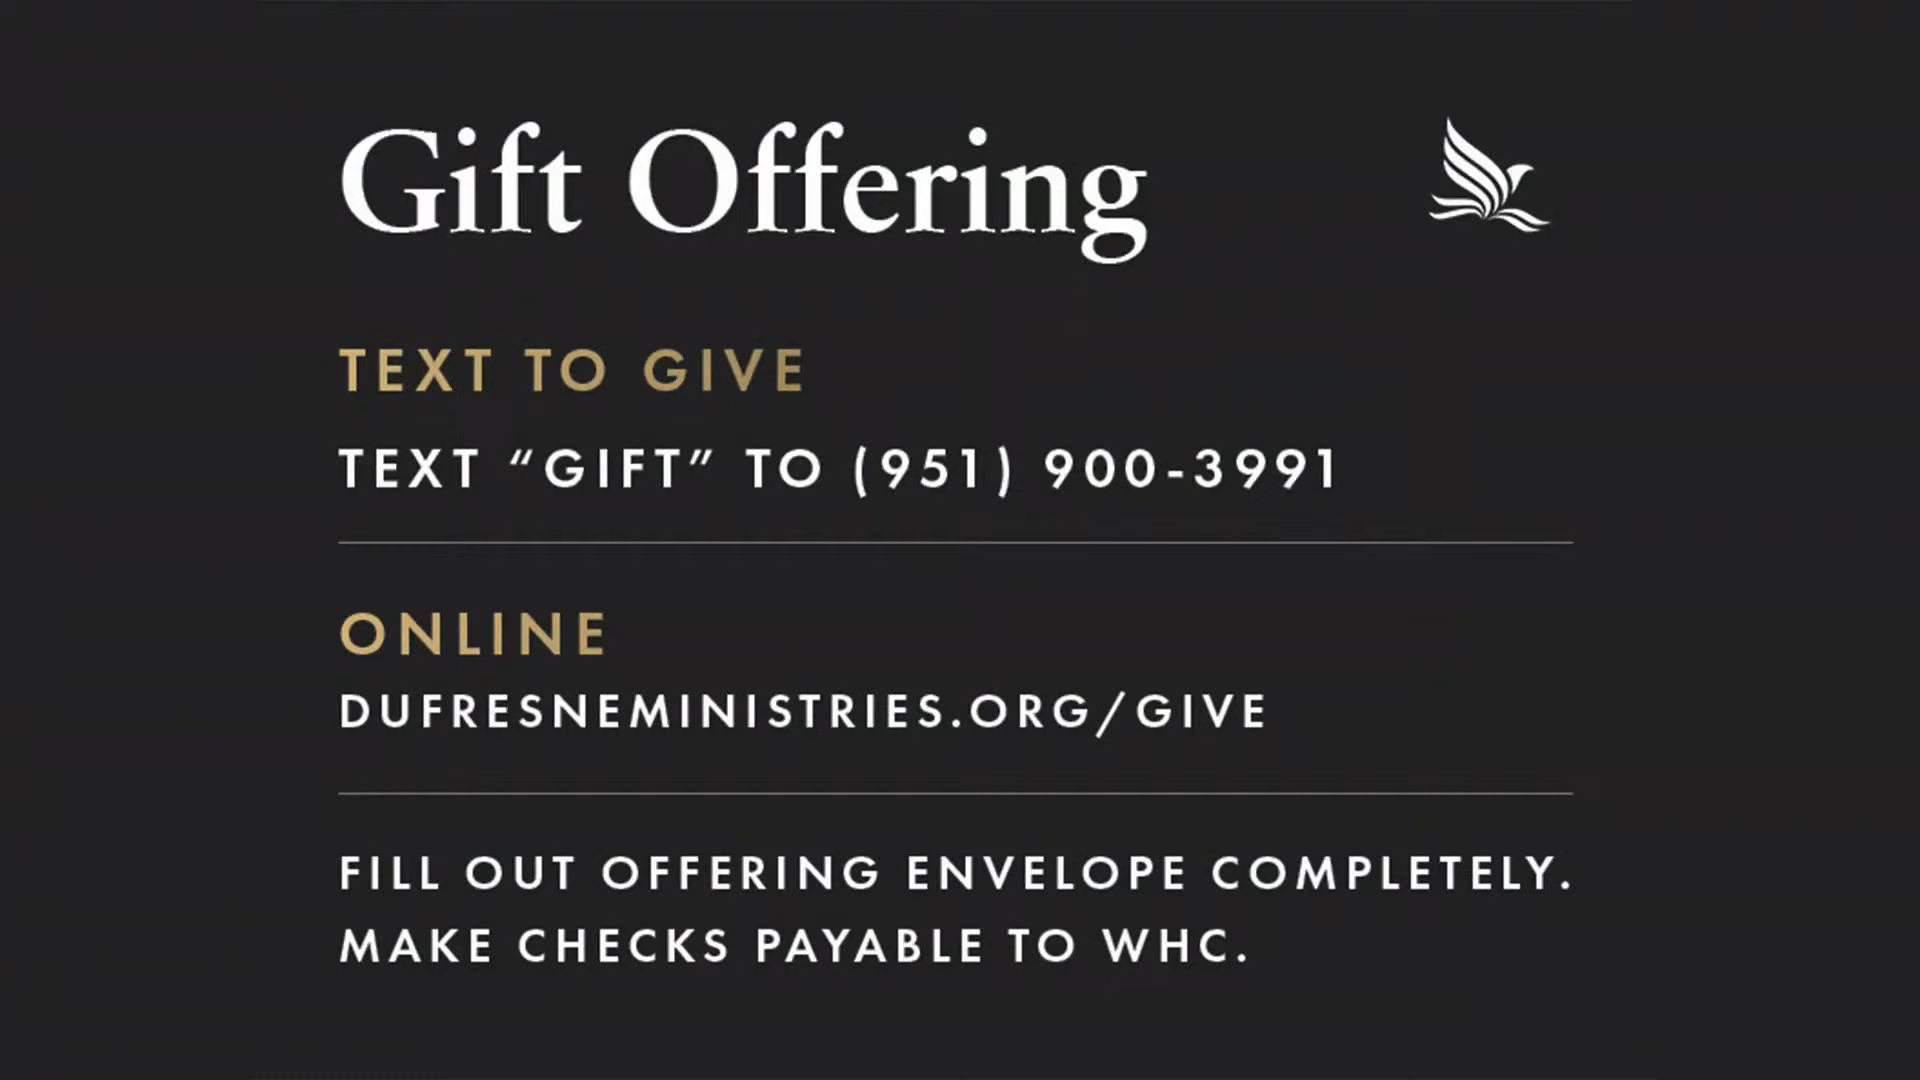 Gift Offering
TEXT TO GIVE
TEXT “GIFT” TO (951) 900-3991
ONLINE
DUFRESNEMINISTRIES.ORG/GIVE
FILL OUT OFFERING ENVELOPE COMPLETELY.
MAKE CHECKS PAYABLE TO WHC.